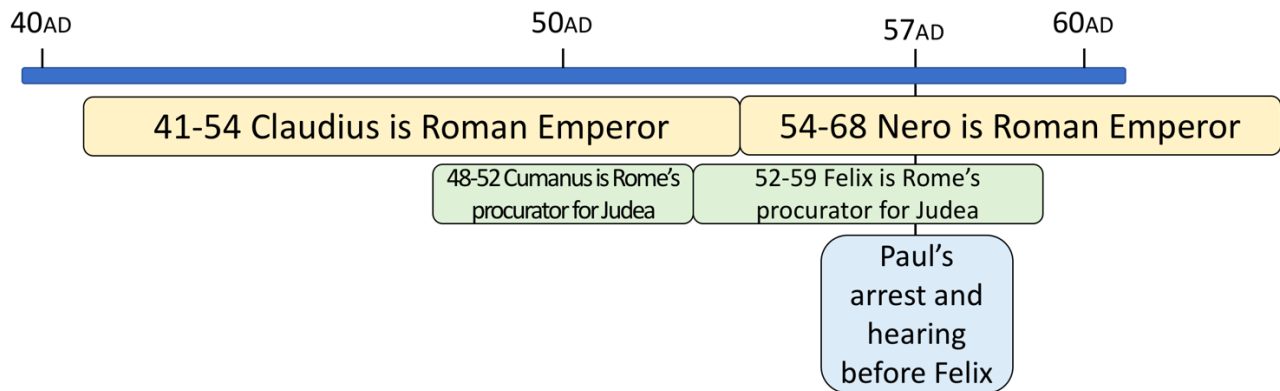 40AD 50AD 57AD 60AD
41-54 Claudius is Roman Emperor
54-68 Nero is Roman Emperor
48-52 Cumanus is Rome’s
procurator for Judea
52-59 Felix is Rome’s
procurator for Judea
Paul’s
arrest and
hearing
before Felix